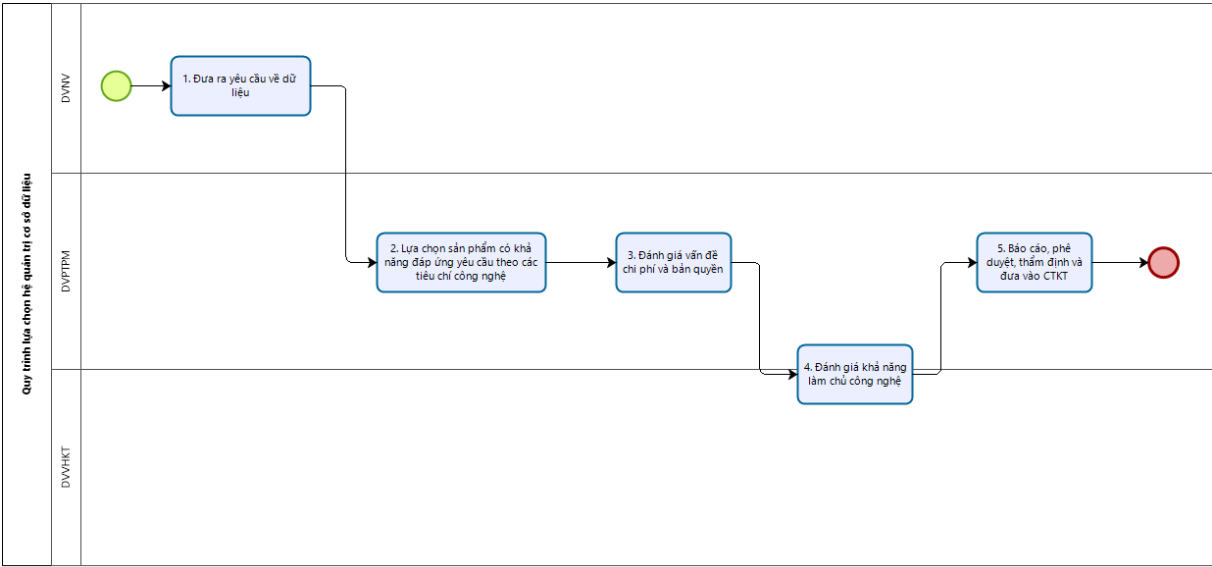 Quy trình lựa chọn hệ quản trị cơ sở dữ liệu
DVNV
1. Đưa ra yêu cầu về dữ
liệu
DVPTPM
2. Lựa chọn sản phẩm có khả
năng đáp ứng yêu cầu theo các
tiêu chí công nghệ
3. Đánh giá vấn đề
chi phí và bản quyền
5. Báo cáo, phê
duyệt, thẩm định và
đưa vào CTKT
4. Đánh giá khả năng
làm chủ công nghệ
DVVHKT